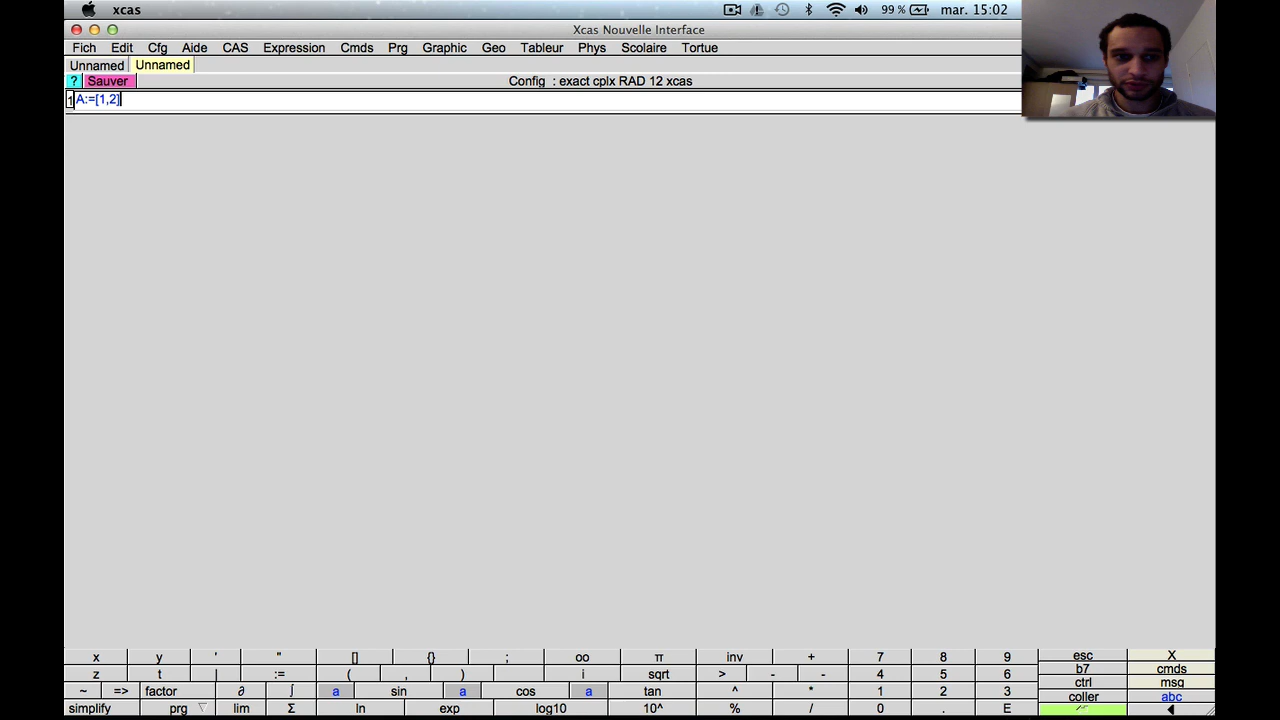 xcas 99 % mar. 15:02
Xcas Nouvelle Interface
Fich Edit Cfg Aide CAS Expression Cmds Prg Graphic Geo Tableur Phys Scolaire Tortue
Unnamed Unnamed
? Sauver Config : exact cplx RAD 12 xcas
1 A:=[1,2]
x y ' " [] {} ; oo π inv + 7 8 9 esc X
z t | := ( , ) i sqrt > - - 4 5 6 b7 cmds
ctrl msg
~ => factor ∂ ∫ a sin a cos a tan ^ * 1 2 3 coller abc
simplify prg lim Σ ln exp log10 10^ % / 0 . E